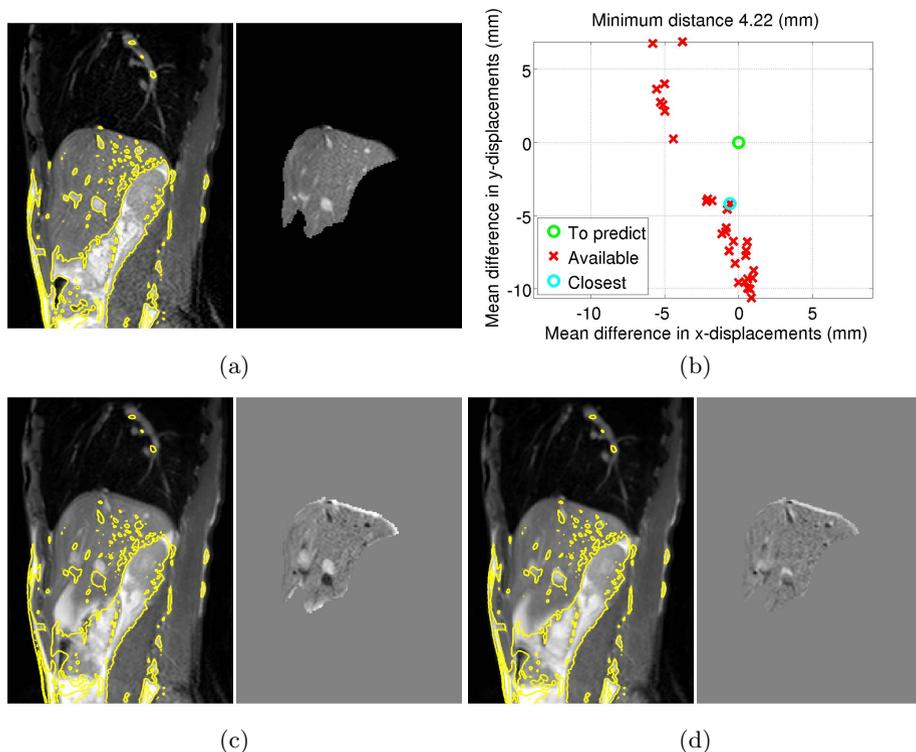 Minimum distance 4.22 (mm)
Mean difference in y-displacements (mm)
5
0
-5
-10
To predict
Available
Closest
-10
-5
0
5
Mean difference in x-displacements (mm)
(a)
(b)
(c)
(d)